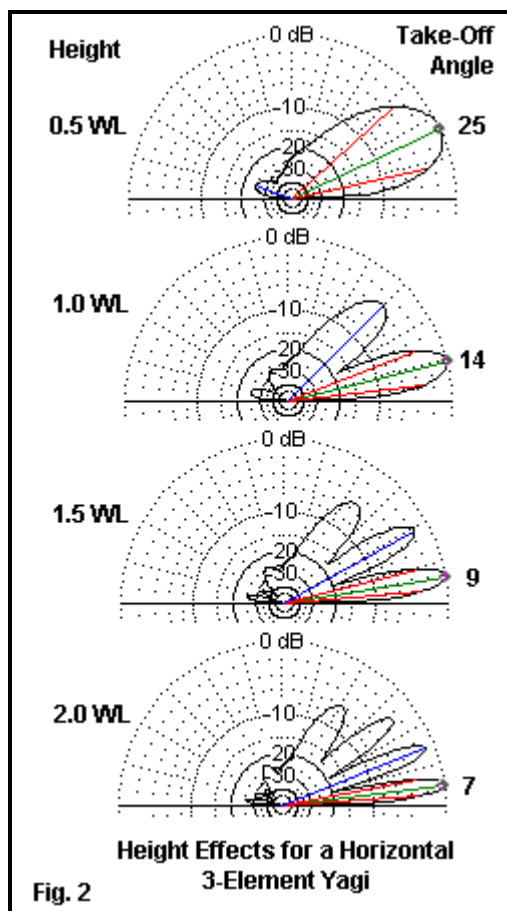 Height
0 dB
Take-Off
Angle
-10
0.5 WL
25
20
30
0 dB
1.0 WL
-10
20
14
30
0 dB
1.5 WL
-10
20
30
9
0 dB
2.0 WL
-10
20
30
7
Height Effects for a Horizontal
3-Element Yagi
Fig. 2